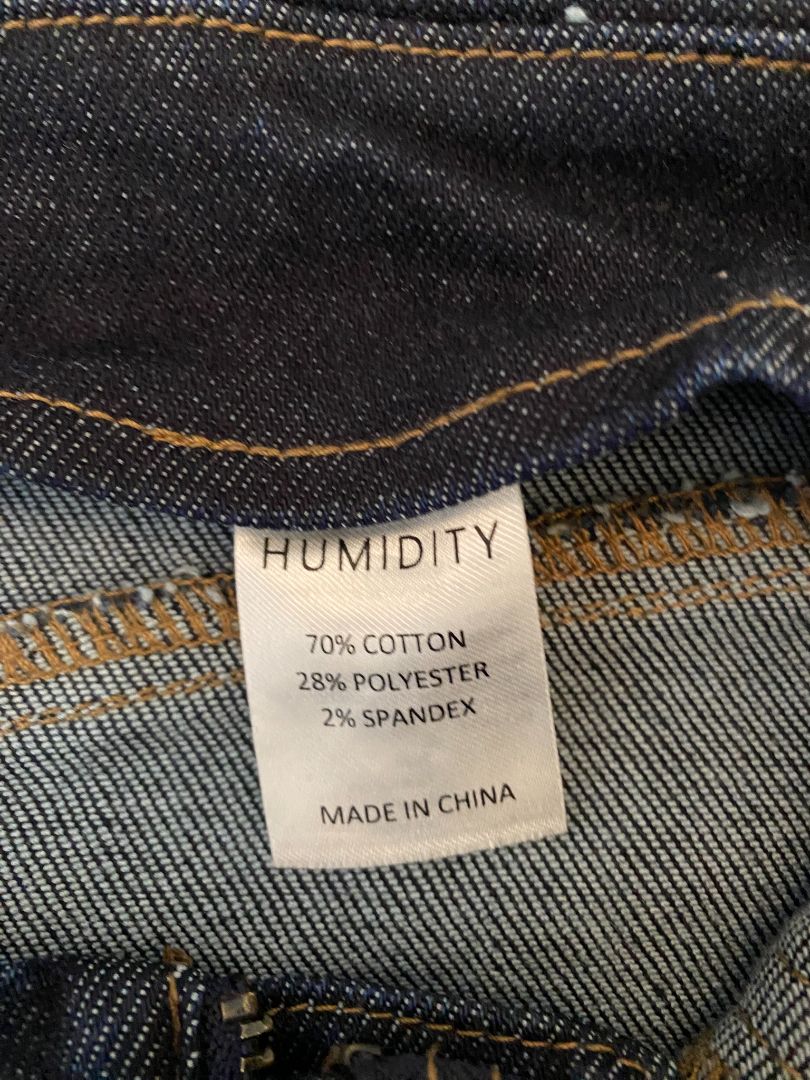 HUMIDITY
70% COTTON
28% POLYESTER
2% SPANDEX
MADE IN CHINA